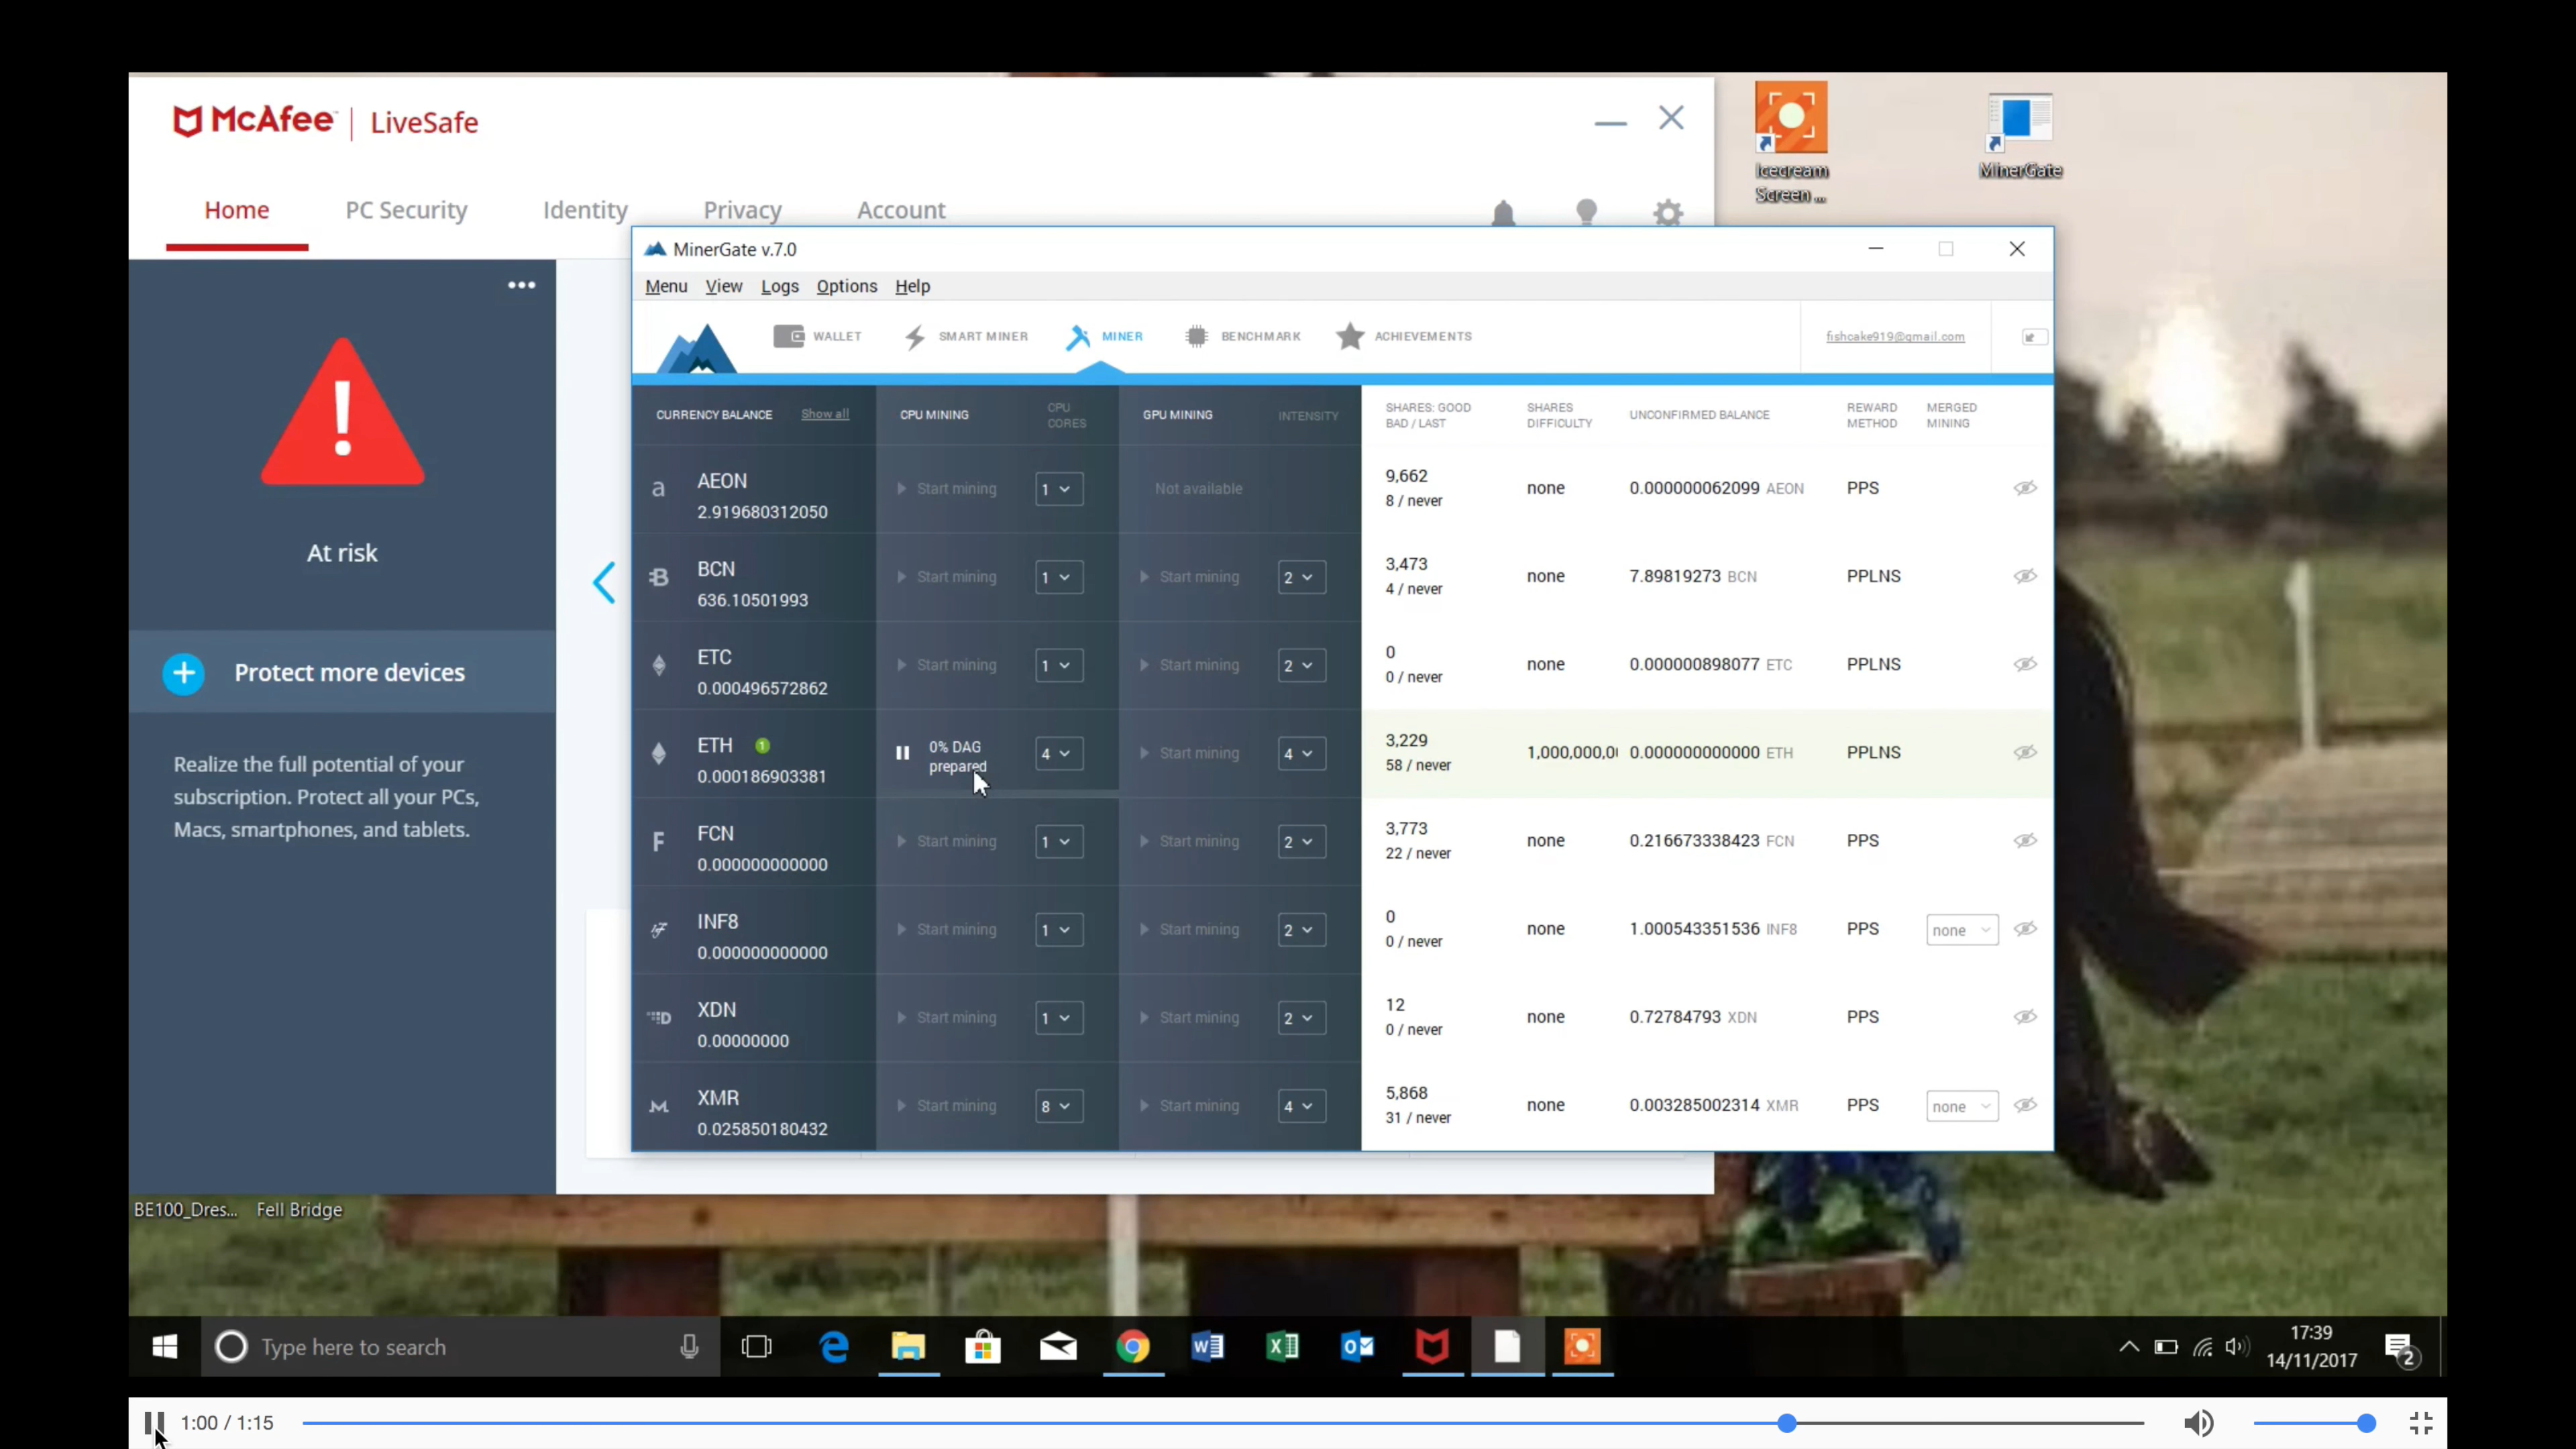 McAfee | LiveSafe
Home PC Security Identity Privacy Account
At risk
Protect more devices
Realize the full potential of your
subscription. Protect all your PCs,
Macs, smartphones, and tablets.
Icecream
Screen ...
MinerGate
MinerGate v.7.0
Menu View Logs Options Help
WALLET SMART MINER MINER BENCHMARK ACHIEVEMENTS fishcake919@gmail.com
CURRENCY BALANCE Show all CPU MINING CPU CORES GPU MINING INTENSITY SHARES: GOOD BAD / LAST SHARES DIFFICULTY UNCONFIRMED BALANCE REWARD METHOD MERGED MINING
AEON Start mining 1 Not available 9,662 none 0.000000062099 AEON PPS
2.919680312050 8 / never
BCN Start mining 1 Start mining 2 3,473 none 7.89819273 BCN PPLNS
636.10501993 4 / never
ETC Start mining 1 Start mining 2 0 none 0.000000898077 ETC PPLNS
0.000496572862 0 / never
ETH 1 0% DAG prepared 4 Start mining 4 3,229 1,000,000,0 0.000000000000 ETH PPLNS
0.000186903381 58 / never
FCN Start mining 1 Start mining 2 3,773 none 0.216673338423 FCN PPS
0.000000000000 22 / never
INF8 Start mining 1 Start mining 2 0 none 1.000543351536 INF8 PPS none
0.000000000000 0 / never
XDN Start mining 1 Start mining 2 12 none 0.72784793 XDN PPS
0.00000000 0 / never
XMR Start mining 8 Start mining 4 5,868 none 0.003285002314 XMR PPS none
0.025850180432 31 / never
BE100_Dres... Fell Bridge
Type here to search
17:39
14/11/2017
2
1:00 / 1:15